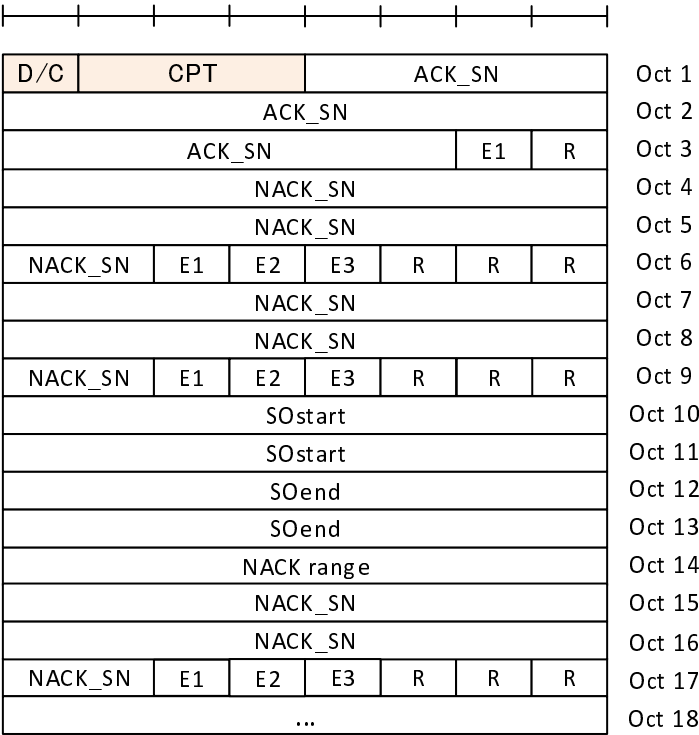 D/C CPT ACK_SN Oct 1
ACK_SN Oct 2
ACK_SN E1 R Oct 3
NACK_SN Oct 4
NACK_SN Oct 5
NACK_SN E1 E2 E3 R R R Oct 6
NACK_SN Oct 7
NACK_SN Oct 8
NACK_SN E1 E2 E3 R R R Oct 9
SOstart Oct 10
SOstart Oct 11
SOend Oct 12
SOend Oct 13
NACK range Oct 14
NACK_SN Oct 15
NACK_SN Oct 16
NACK_SN E1 E2 E3 R R R Oct 17
... Oct 18